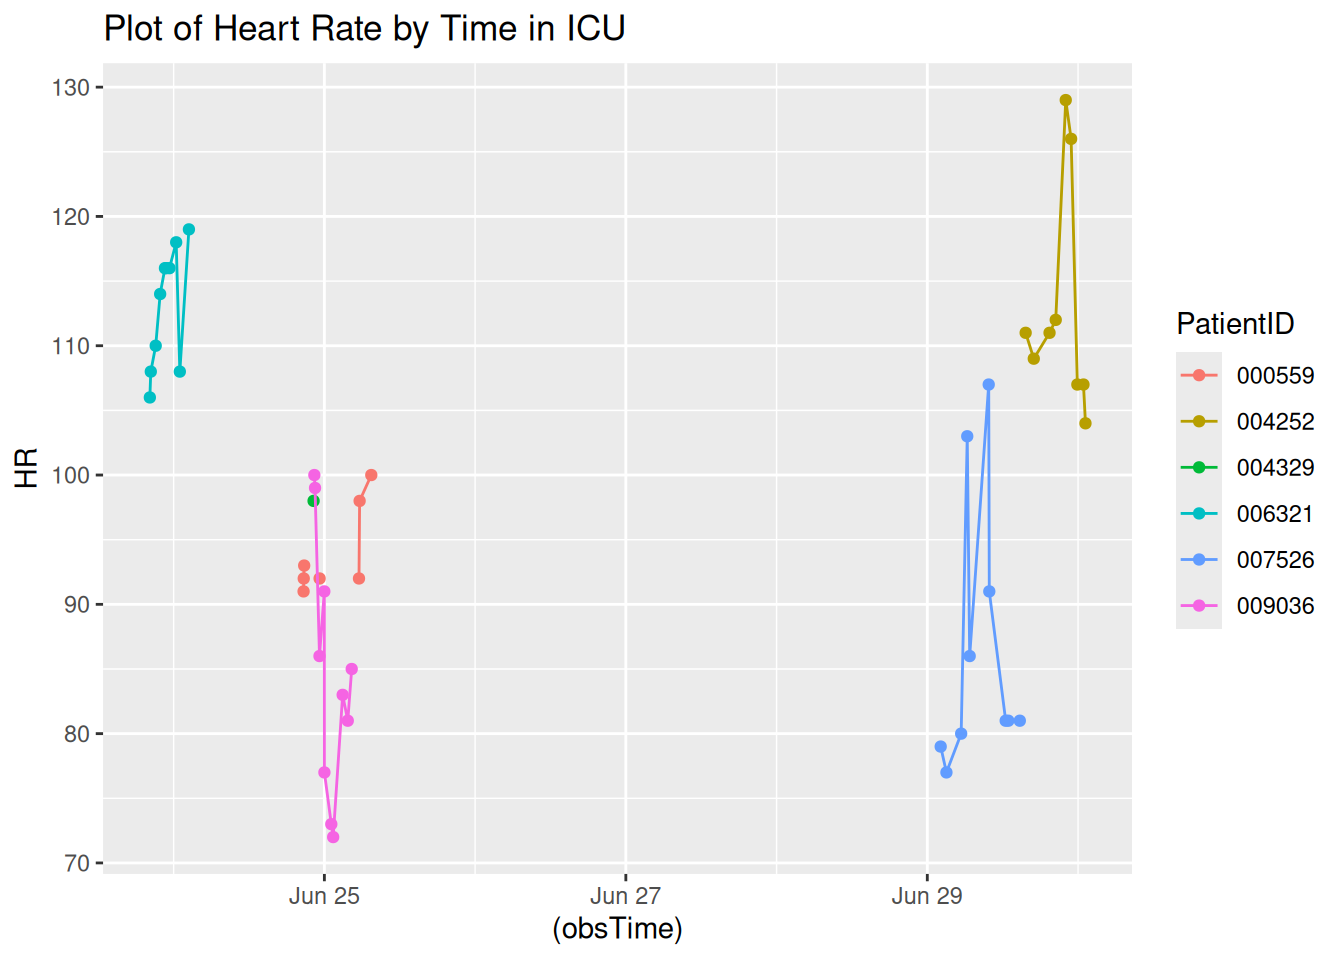 Plot of Heart Rate by Time in ICU
130
120
110
100
90
80
70
HR
Jun 25
Jun 27
Jun 29
(obsTime)
PatientID
000559
004252
004329
006321
007526
009036